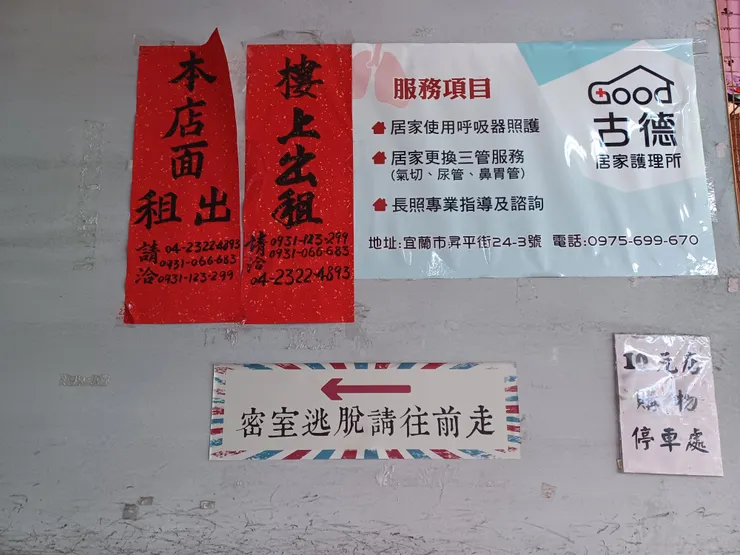 本店面
租出
請洽
04-2322-4893
0931-066-683
0931-123-299
樓上出租
請洽
0931-123-299
0931-066-683
04-2322-4893
服務項目
居家使用呼吸器照護
居家更換三管服務
(氣切、尿管、鼻胃管)
長照專業指導及諮詢
地址:宜蘭市昇平街24-3號 電話:0975-699-670
Good
古德
居家護理所
密室逃脫請往前走
10元店
購物
停車處